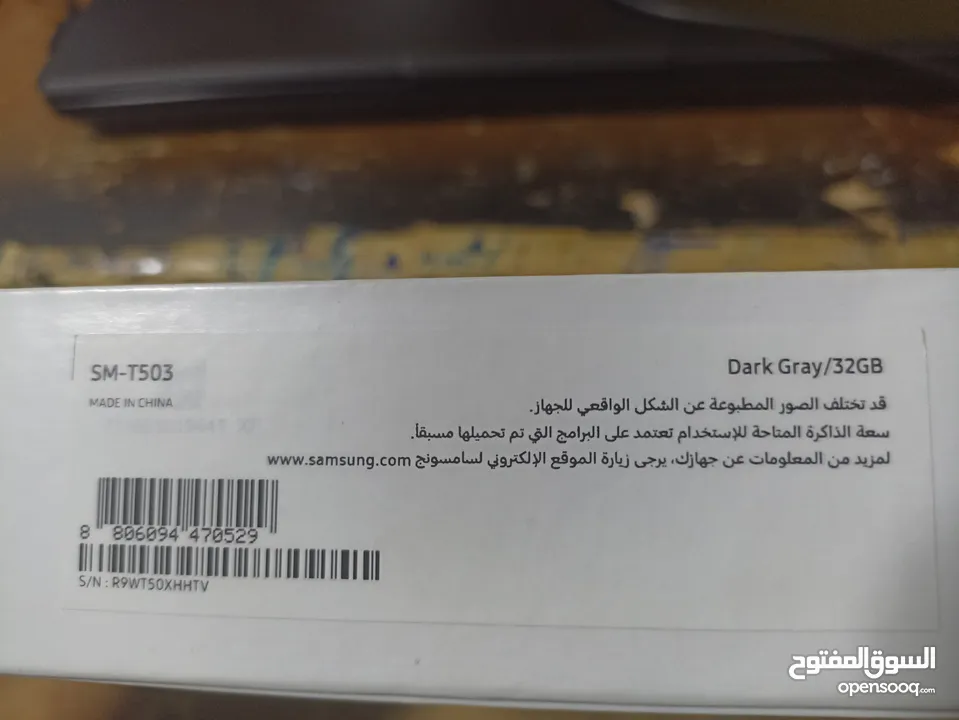 SM-T503
Dark Gray/32GB
MADE IN CHINA
قد تختلف الصور المطبوعة عن الشكل الواقعي للجهاز.
سعة الذاكرة المتاحة للإستخدام تعتمد على البرامج التي تم تحميلها مسبقاً.
لمزيد من المعلومات عن جهازك، يرجى زيارة الموقع الإلكتروني لسامسونج www.samsung.com
8 806094 470529
S/N : R9WT50XHHTV
السوق المفتوح
opensooq.com